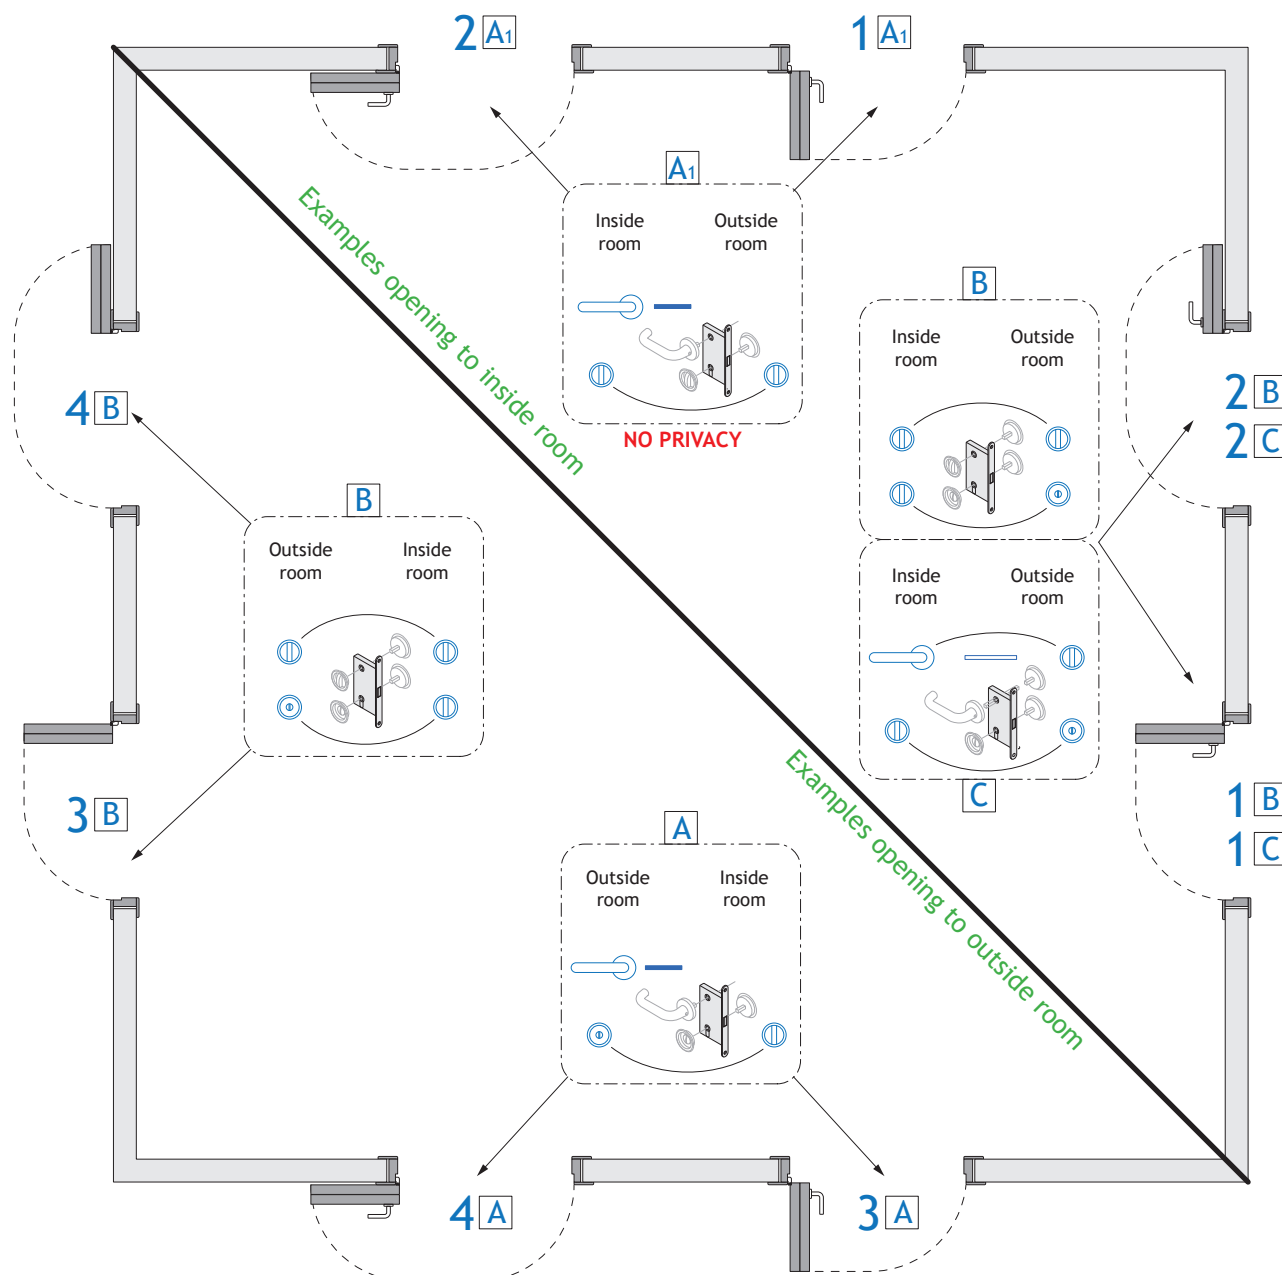 2 A1
1 A1
A1
Inside room
Outside room
NO PRIVACY
Examples opening to inside room
B
Inside room
Outside room
2 B
2 C
4 B
B
Outside room
Inside room
Inside room
Outside room
C
3 B
1 B
1 C
A
Outside room
Inside room
Examples opening to outside room
4 A
3 A